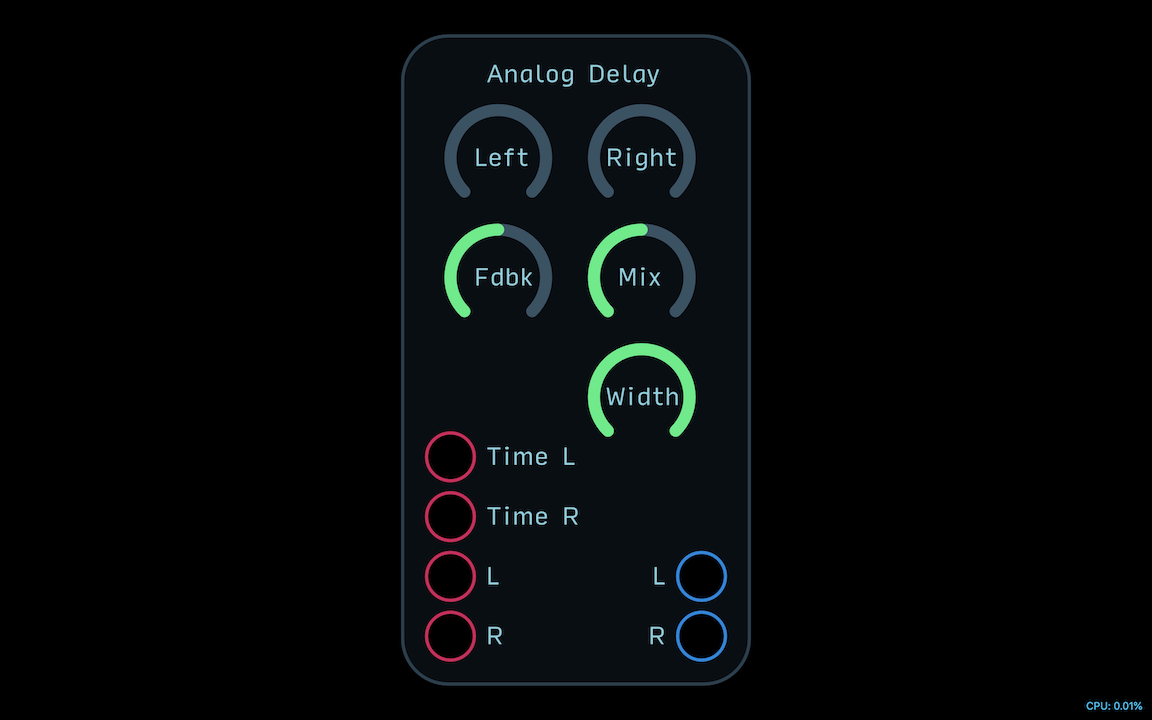 Analog Delay
Left Right
Fdbk Mix
Width
Time L
Time R
L L
R R
CPU: 0.01%